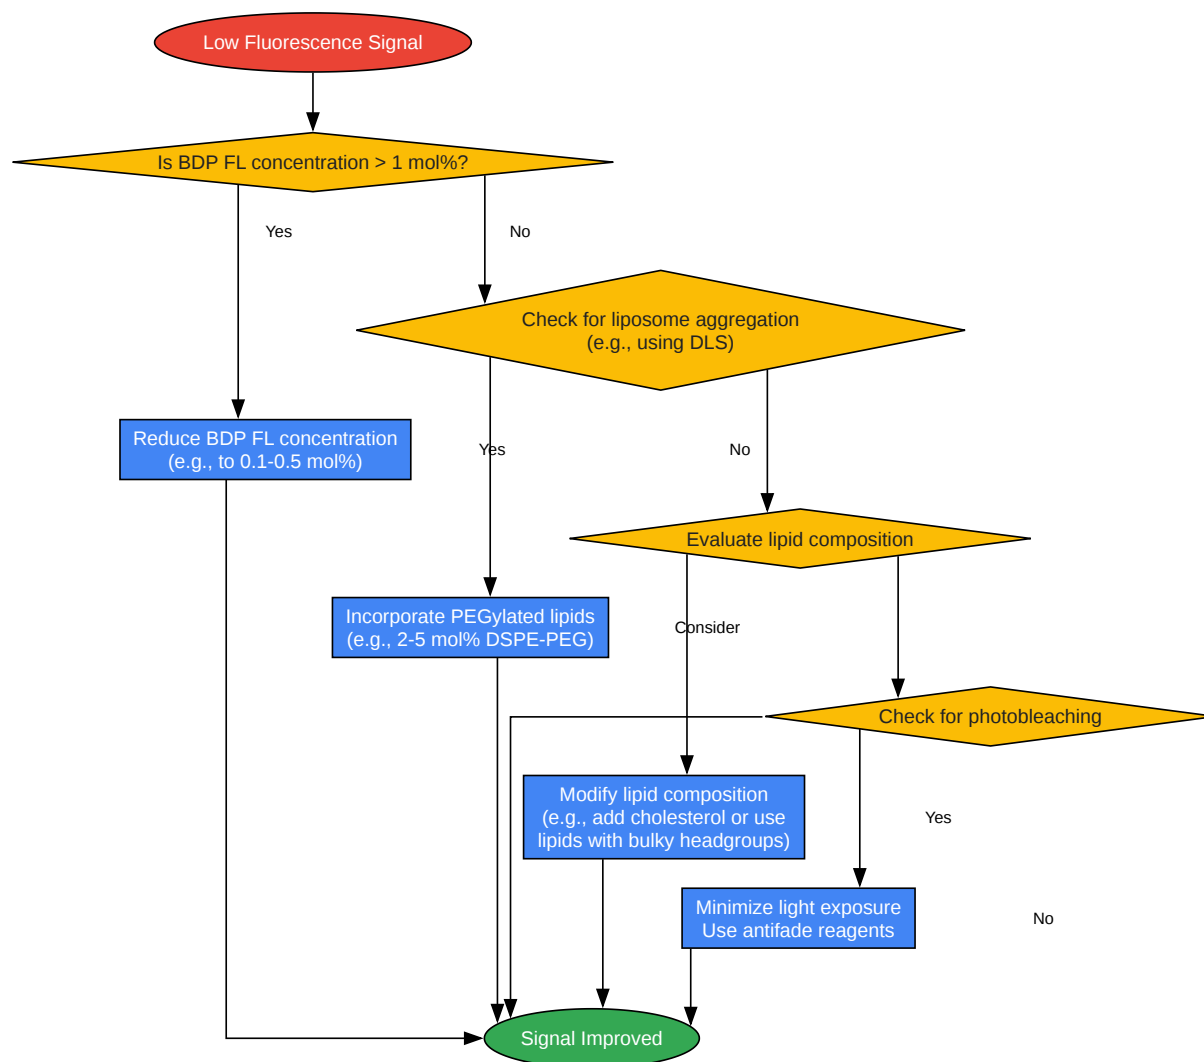 Low Fluorescence Signal
Is BDP FL concentration > 1 mol%?
Yes
No
Check for liposome aggregation
(e.g., using DLS)
Reduce BDP FL concentration
(e.g., to 0.1-0.5 mol%)
Yes
No
Evaluate lipid composition
Incorporate PEGylated lipids
(e.g., 2-5 mol% DSPE-PEG)
Consider
Check for photobleaching
Modify lipid composition
(e.g., add cholesterol or use
lipids with bulky headgroups)
Yes
Minimize light exposure
Use antifade reagents
No
Signal Improved